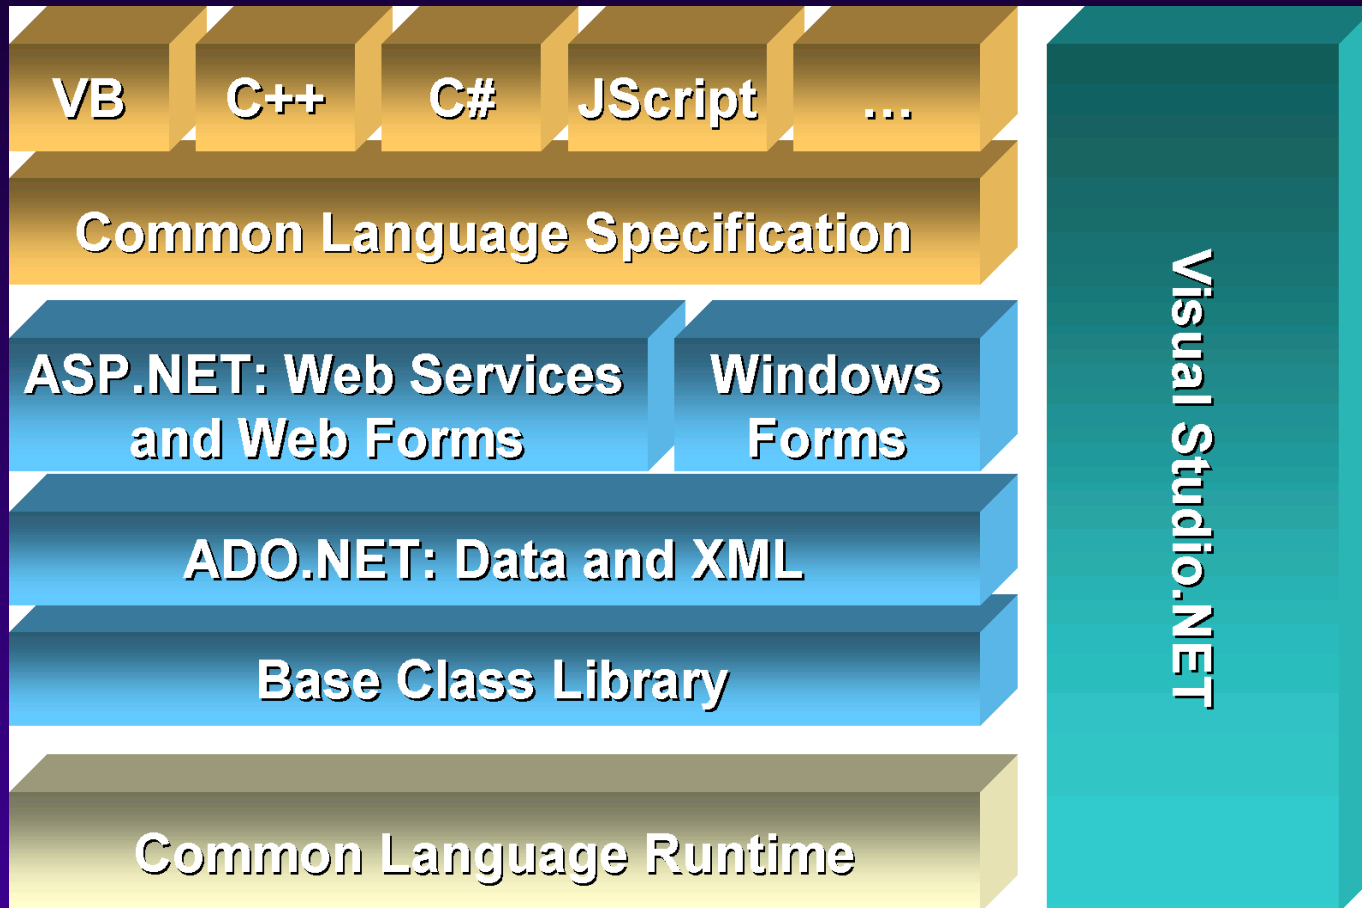 VB
C++
C#
JScript
...
Common Language Specification
ASP.NET: Web Services
and Web Forms
Windows
Forms
ADO.NET: Data and XML
Base Class Library
Common Language Runtime
Visual Studio.NET